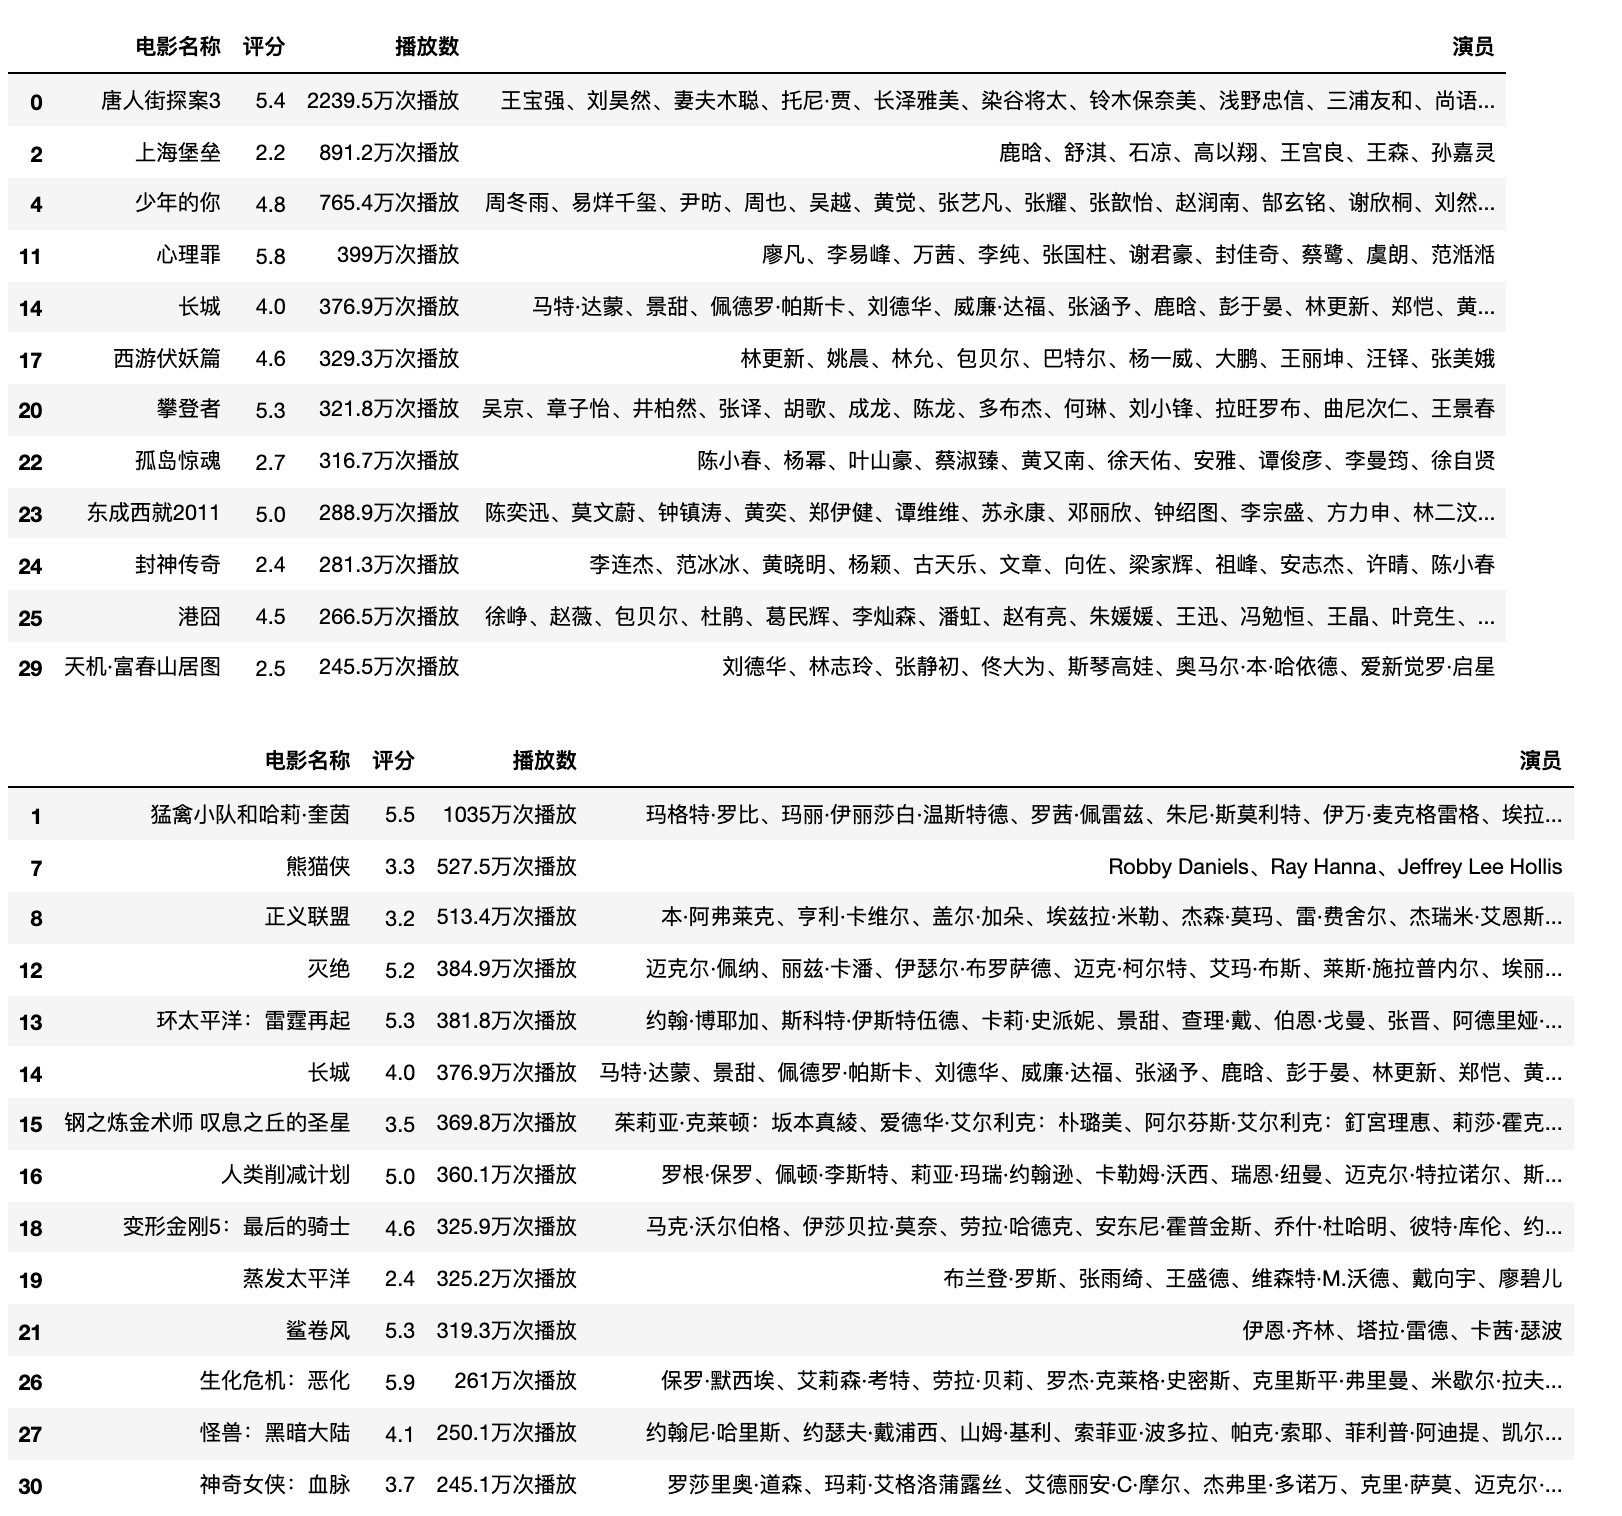 电影名称 评分 播放数 演员
0 唐人街探案3 5.4 2239.5万次播放 王宝强、刘昊然、妻夫木聪、托尼·贾、长泽雅美、染谷将太、铃木保奈美、浅野忠信、三浦友和、尚语...
2 上海堡垒 2.2 891.2万次播放 鹿晗、舒淇、石凉、高以翔、王宫良、王森、孙嘉灵
4 少年的你 4.8 765.4万次播放 周冬雨、易烊千玺、尹昉、周也、吴越、黄觉、张艺凡、张耀、张歆怡、赵润南、郜玄铭、谢欣桐、刘然...
11 心理罪 5.8 399万次播放 廖凡、李易峰、万茜、李纯、张国柱、谢君豪、封佳奇、蔡鹭、虞朗、范湉湉
14 长城 4.0 376.9万次播放 马特·达蒙、景甜、佩德罗·帕斯卡、刘德华、威廉·达福、张涵予、鹿晗、彭于晏、林更新、郑恺、黄...
17 西游伏妖篇 4.6 329.3万次播放 林更新、姚晨、林允、包贝尔、巴特尔、杨一威、大鹏、王丽坤、汪铎、张美娥
20 攀登者 5.3 321.8万次播放 吴京、章子怡、井柏然、张译、胡歌、成龙、陈龙、多布杰、何琳、刘小锋、拉旺罗布、曲尼次仁、王景春
22 孤岛惊魂 2.7 316.7万次播放 陈小春、杨幂、叶山豪、蔡淑臻、黄又南、徐天佑、安雅、谭俊彦、李曼筠、徐自贤
23 东成西就2011 5.0 288.9万次播放 陈奕迅、莫文蔚、钟镇涛、黄奕、郑伊健、谭维维、苏永康、邓丽欣、钟绍图、李宗盛、方力申、林二汶...
24 封神传奇 2.4 281.3万次播放 李连杰、范冰冰、黄晓明、杨颖、古天乐、文章、向佐、梁家辉、祖峰、安志杰、许晴、陈小春
25 港囧 4.5 266.5万次播放 徐峥、赵薇、包贝尔、杜鹃、葛民辉、李灿森、潘虹、赵有亮、朱媛媛、王迅、冯勉恒、王晶、叶竞生、...
29 天机·富春山居图 2.5 245.5万次播放 刘德华、林志玲、张静初、佟大为、斯琴高娃、奥马尔·本·哈依德、爱新觉罗·启星
电影名称 评分 播放数 演员
1 猛禽小队和哈莉·奎茵 5.5 1035万次播放 玛格特·罗比、玛丽·伊丽莎白·温斯特德、罗茜·佩雷兹、朱尼·斯莫利特、伊万·麦克格雷格、埃拉...
7 熊猫侠 3.3 527.5万次播放 Robby Daniels、Ray Hanna、Jeffrey Lee Hollis
8 正义联盟 3.2 513.4万次播放 本·阿弗莱克、亨利·卡维尔、盖尔·加朵、埃兹拉·米勒、杰森·莫玛、雷·费舍尔、杰瑞米·艾恩斯...
12 灭绝 5.2 384.9万次播放 迈克尔·佩纳、丽兹·卡潘、伊瑟尔·布罗萨德、迈克·柯尔特、艾玛·布斯、莱斯·施拉普内尔、埃丽...
13 环太平洋：雷霆再起 5.3 381.8万次播放 约翰·博耶加、斯科特·伊斯特伍德、卡莉·史派妮、景甜、查理·戴、伯恩·戈曼、张晋、阿德里娅·...
14 长城 4.0 376.9万次播放 马特·达蒙、景甜、佩德罗·帕斯卡、刘德华、威廉·达福、张涵予、鹿晗、彭于晏、林更新、郑恺、黄...
15 钢之炼金术师 叹息之丘的圣星 3.5 369.8万次播放 茱莉亚·克莱顿：坂本真綾、爱德华·艾尔利克：朴璐美、阿尔芬斯·艾尔利克：釘宮理恵、莉莎·霍克...
16 人类削减计划 5.0 360.1万次播放 罗根·保罗、佩顿·李斯特、莉亚·玛瑞·约翰逊、卡勒姆·沃西、瑞恩·纽曼、迈克尔·特拉诺尔、斯...
18 变形金刚5：最后的骑士 4.6 325.9万次播放 马克·沃尔伯格、伊莎贝拉·莫奈、劳拉·哈德克、安东尼·霍普金斯、乔什·杜哈明、彼特·库伦、约...
19 蒸发太平洋 2.4 325.2万次播放 布兰登·罗斯、张雨绮、王盛德、维森特·M.沃德、戴向宇、廖碧儿
21 鲨卷风 5.3 319.3万次播放 伊恩·齐林、塔拉·雷德、卡茜·瑟波
26 生化危机：恶化 5.9 261万次播放 保罗·默西埃、艾莉森·考特、劳拉·贝莉、罗杰·克莱格·史密斯、克里斯平·弗里曼、米歇尔·拉夫...
27 怪兽：黑暗大陆 4.1 250.1万次播放 约翰尼·哈里斯、约瑟夫·戴浦西、山姆·基利、索菲亚·波多拉、帕克·索耶、菲利普·阿迪提、凯尔...
30 神奇女侠：血脉 3.7 245.1万次播放 罗莎里奥·道森、玛莉·艾格洛蒲露丝、艾德丽安·C·摩尔、杰弗里·多诺万、克里·萨莫、迈克尔·...